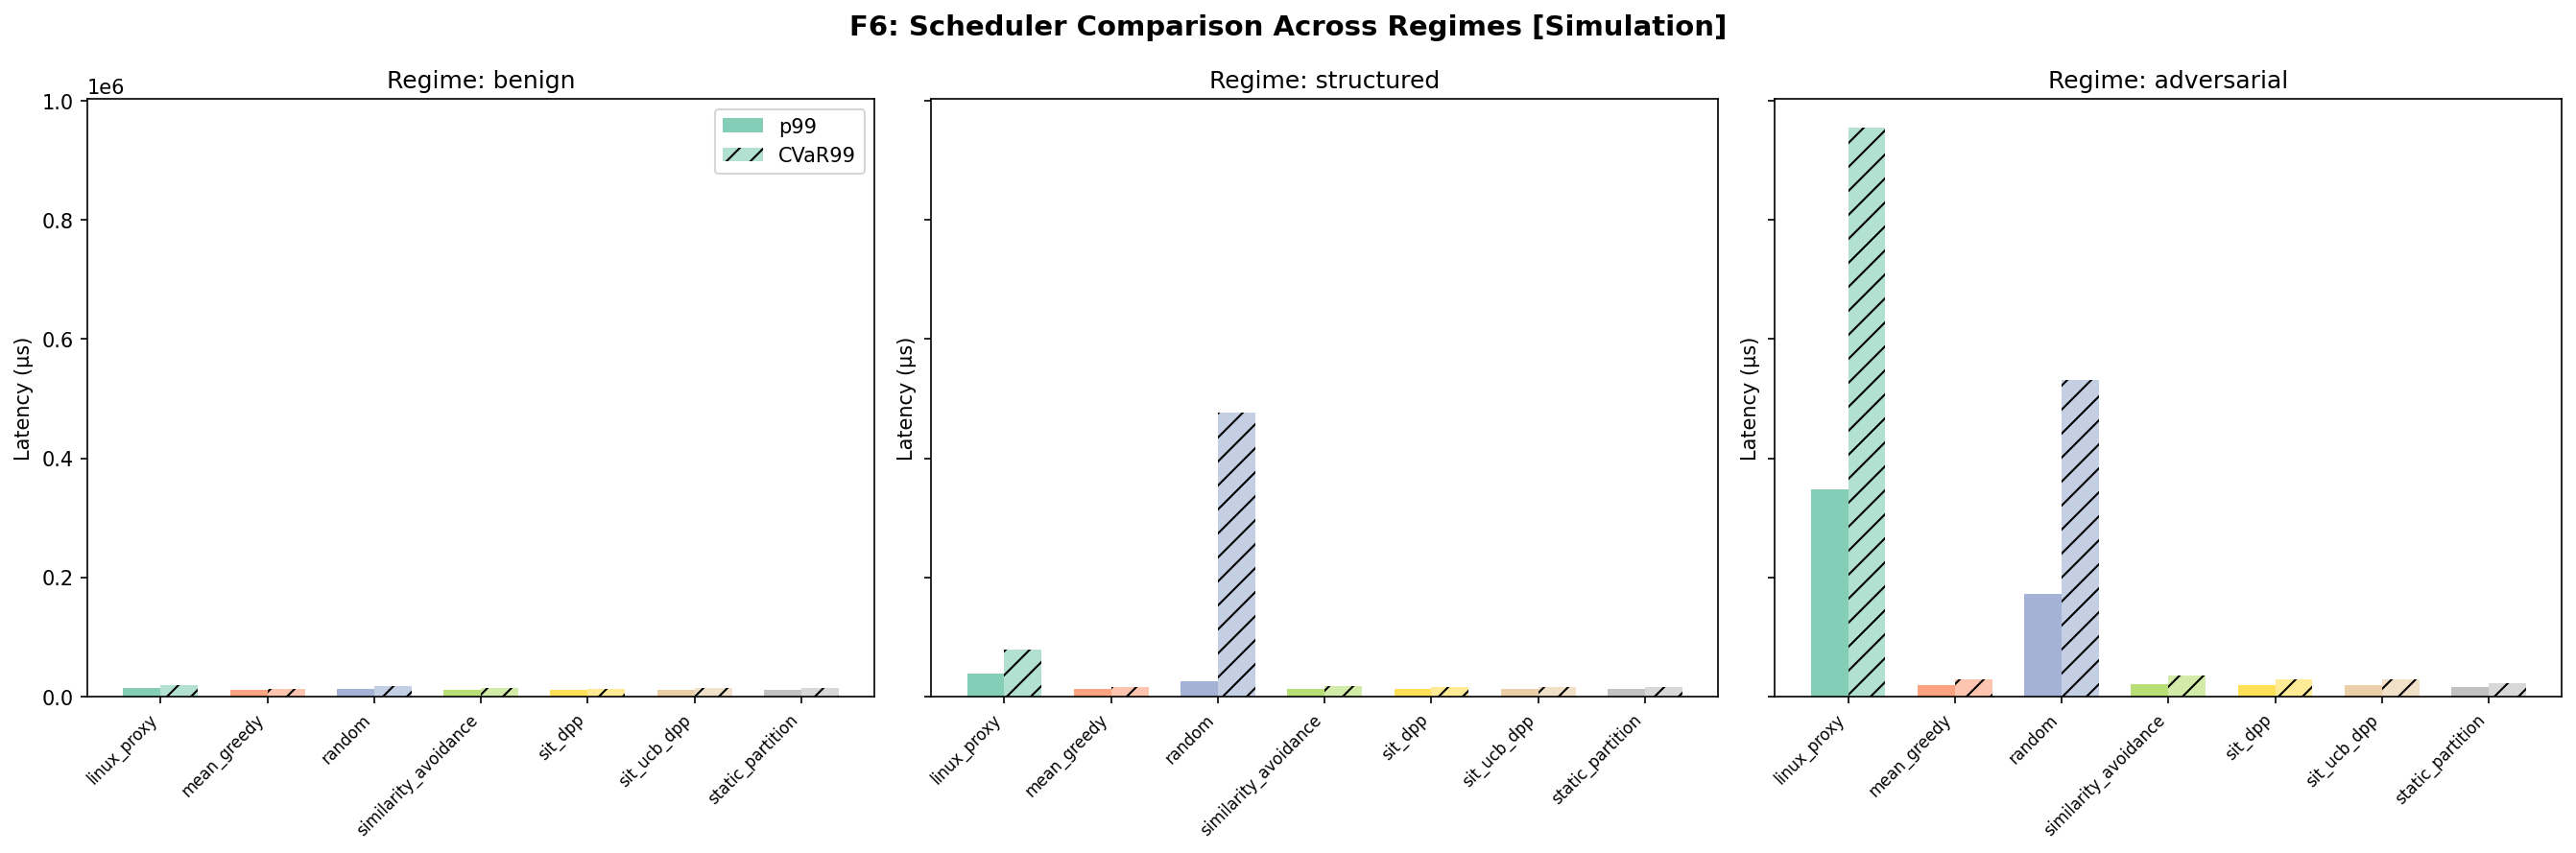 F6: Scheduler Comparison Across Regimes [Simulation]
Regime: benign
1e6
1.0
0.8
0.6
0.4
0.2
0.0
Latency (µs)
p99
CVaR99
linux_proxy
mean_greedy
random
similarity_avoidance
sit_dpp
sit_ucb_dpp
static_partition
Regime: structured
Latency (µs)
linux_proxy
mean_greedy
random
similarity_avoidance
sit_dpp
sit_ucb_dpp
static_partition
Regime: adversarial
Latency (µs)
linux_proxy
mean_greedy
random
similarity_avoidance
sit_dpp
sit_ucb_dpp
static_partition